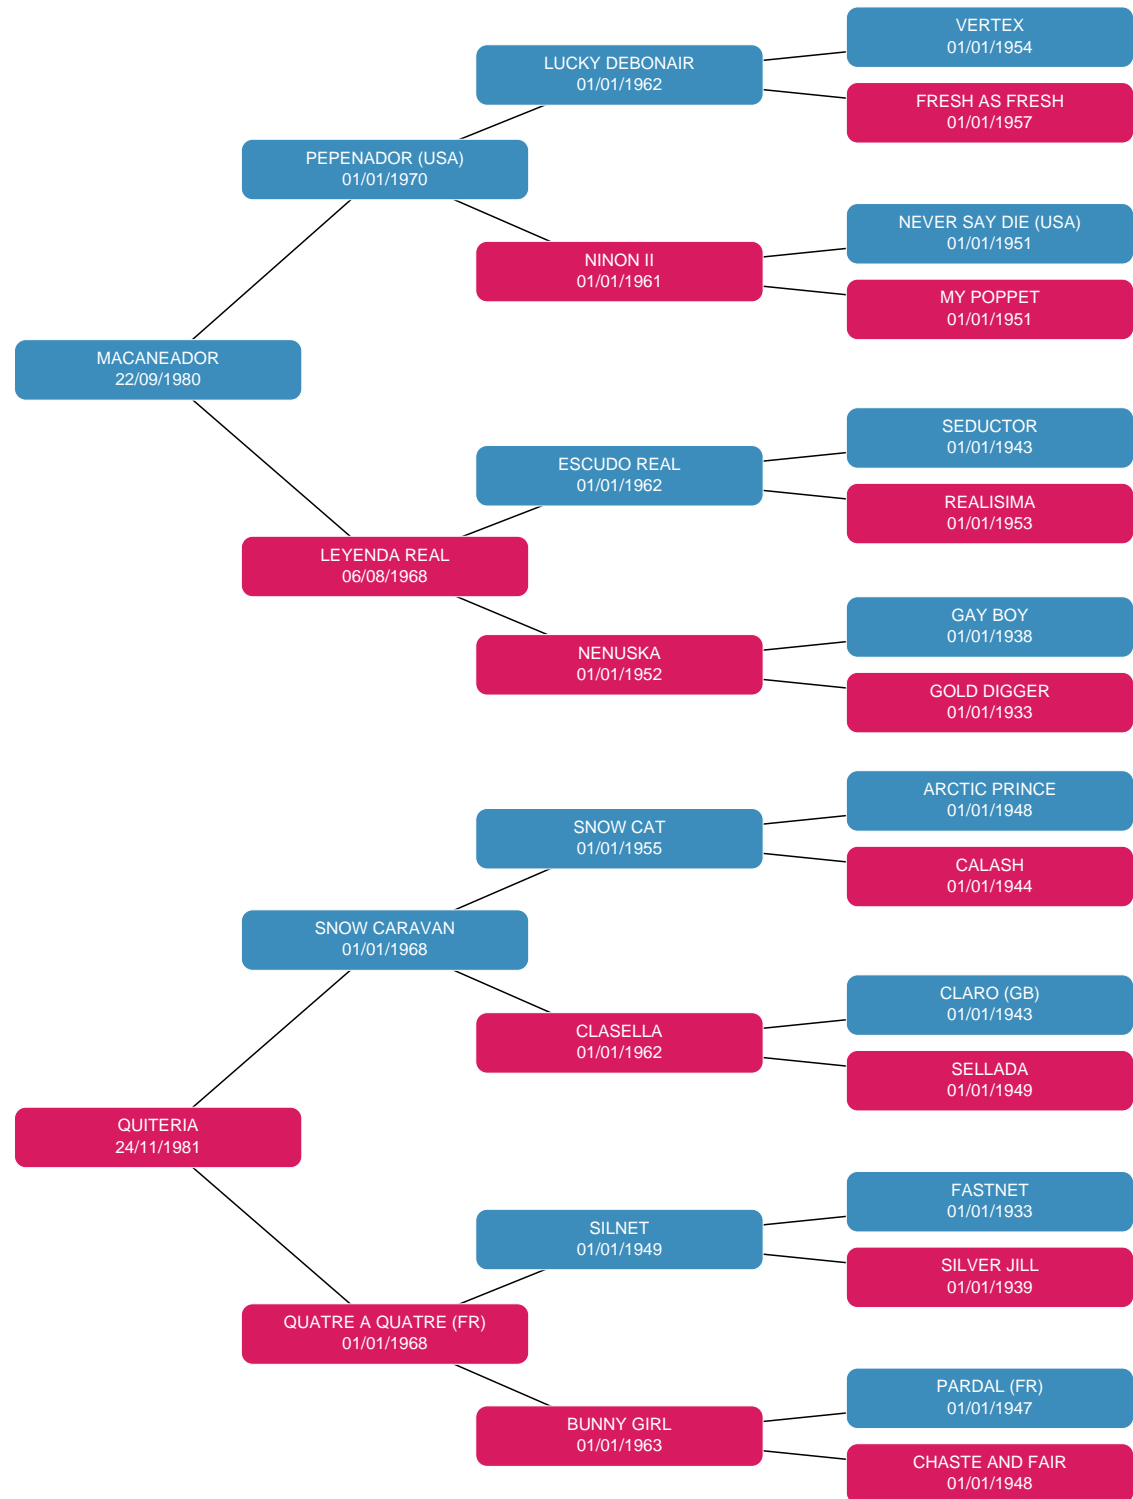 VERTEX
01/01/1954
LUCKY DEBONAIR
01/01/1962
FRESH AS FRESH
01/01/1957
PEPENADOR (USA)
01/01/1970
NEVER SAY DIE (USA)
01/01/1951
NINON II
01/01/1961
MY POPPET
01/01/1951
MACANEADOR
22/09/1980
SEDUCTOR
01/01/1943
ESCUDO REAL
01/01/1962
REALISIMA
01/01/1953
LEYENDA REAL
06/08/1968
GAY BOY
01/01/1938
NENUSKA
01/01/1952
GOLD DIGGER
01/01/1933
ARCTIC PRINCE
01/01/1948
SNOW CAT
01/01/1955
CALASH
01/01/1944
SNOW CARAVAN
01/01/1968
CLARO (GB)
01/01/1943
CLASELLA
01/01/1962
SELLADA
01/01/1949
QUITERIA
24/11/1981
FASTNET
01/01/1933
SILNET
01/01/1949
SILVER JILL
01/01/1939
QUATRE A QUATRE (FR)
01/01/1968
PARDAL (FR)
01/01/1947
BUNNY GIRL
01/01/1963
CHASTE AND FAIR
01/01/1948